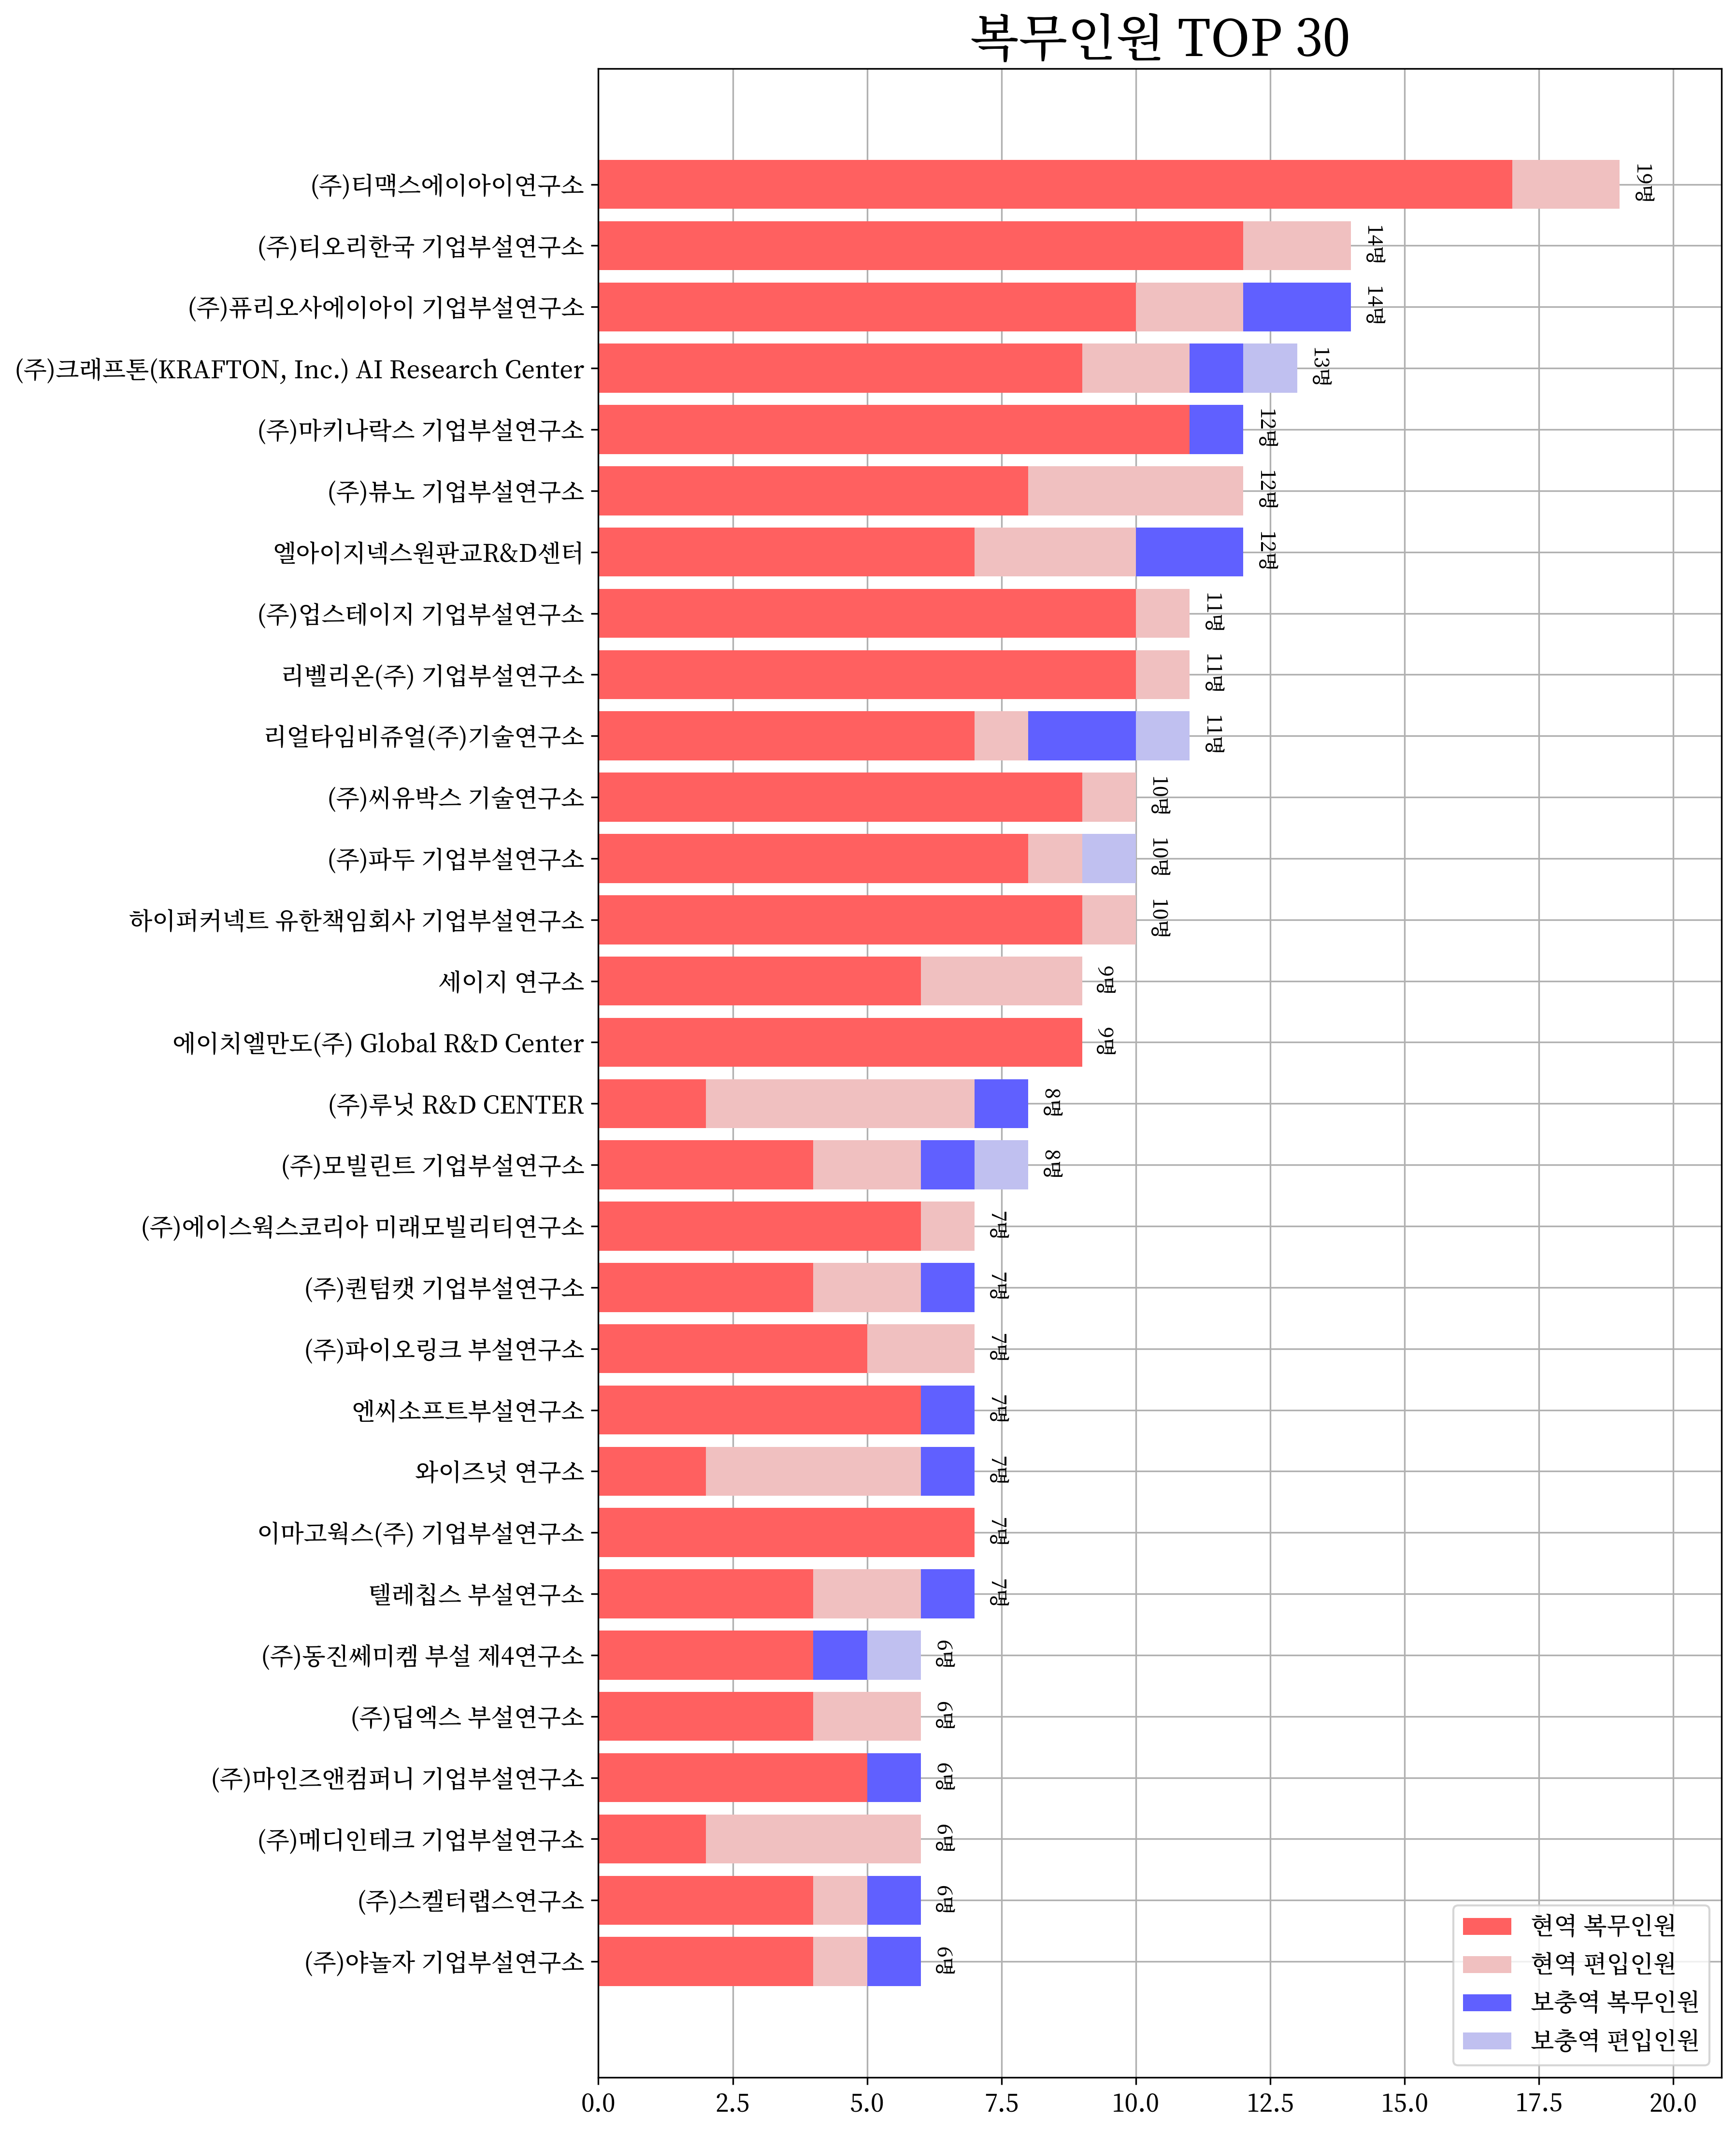 복무인원 TOP 30
(주)티맥스에이아이연구소 19명
(주)티오리한국 기업부설연구소 14명
(주)퓨리오사에이아이 기업부설연구소 14명
(주)크래프톤(KRAFTON, Inc.) AI Research Center 13명
(주)마키나락스 기업부설연구소 12명
(주)뷰노 기업부설연구소 12명
엘아이지넥스원판교R&D센터 12명
(주)업스테이지 기업부설연구소 11명
리벨리온(주) 기업부설연구소 11명
리얼타임비쥬얼(주)기술연구소 11명
(주)씨유박스 기술연구소 10명
(주)파두 기업부설연구소 10명
하이퍼커넥트 유한책임회사 기업부설연구소 10명
세이지 연구소 9명
에이치엘만도(주) Global R&D Center 9명
(주)루닛 R&D CENTER 8명
(주)모빌린트 기업부설연구소 8명
(주)에이스웍스코리아 미래모빌리티연구소 7명
(주)퀀텀캣 기업부설연구소 7명
(주)파이오링크 부설연구소 7명
엔씨소프트부설연구소 7명
와이즈넛 연구소 7명
이마고웍스(주) 기업부설연구소 7명
텔레칩스 부설연구소 7명
(주)동진쎄미켐 부설 제4연구소 6명
(주)딥엑스 부설연구소 6명
(주)마인즈앤컴퍼니 기업부설연구소 6명
(주)메디인테크 기업부설연구소 6명
(주)스켈터랩스연구소 6명
(주)야놀자 기업부설연구소 6명
현역 복무인원
현역 편입인원
보충역 복무인원
보충역 편입인원
0.0 2.5 5.0 7.5 10.0 12.5 15.0 17.5 20.0